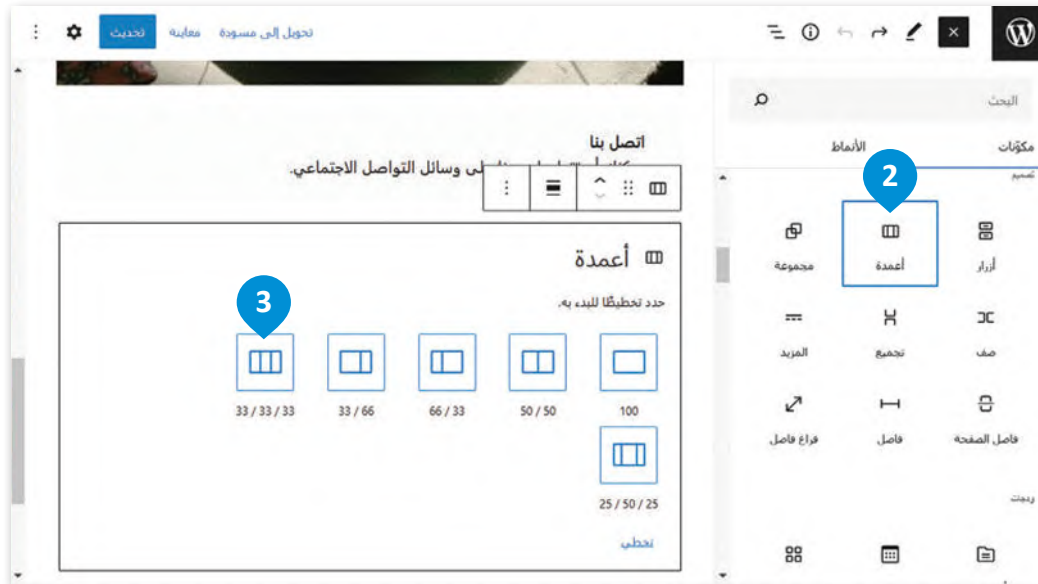 تحويل إلى مسودة
معاينة
تحديث
البحث
مكوّنات
الأنماط
تصميم
2
أزرار
أعمدة
مجموعة
صف
تجميع
المزيد
فاصل الصفحة
فاصل
فراغ فاصل
اتصل بنا
لى وسائل التواصل الاجتماعي.
أعمدة
حدد تخطيطًا للبدء به.
3
100
50 / 50
66 / 33
33 / 66
33 / 33 / 33
25 / 50 / 25
تخطي